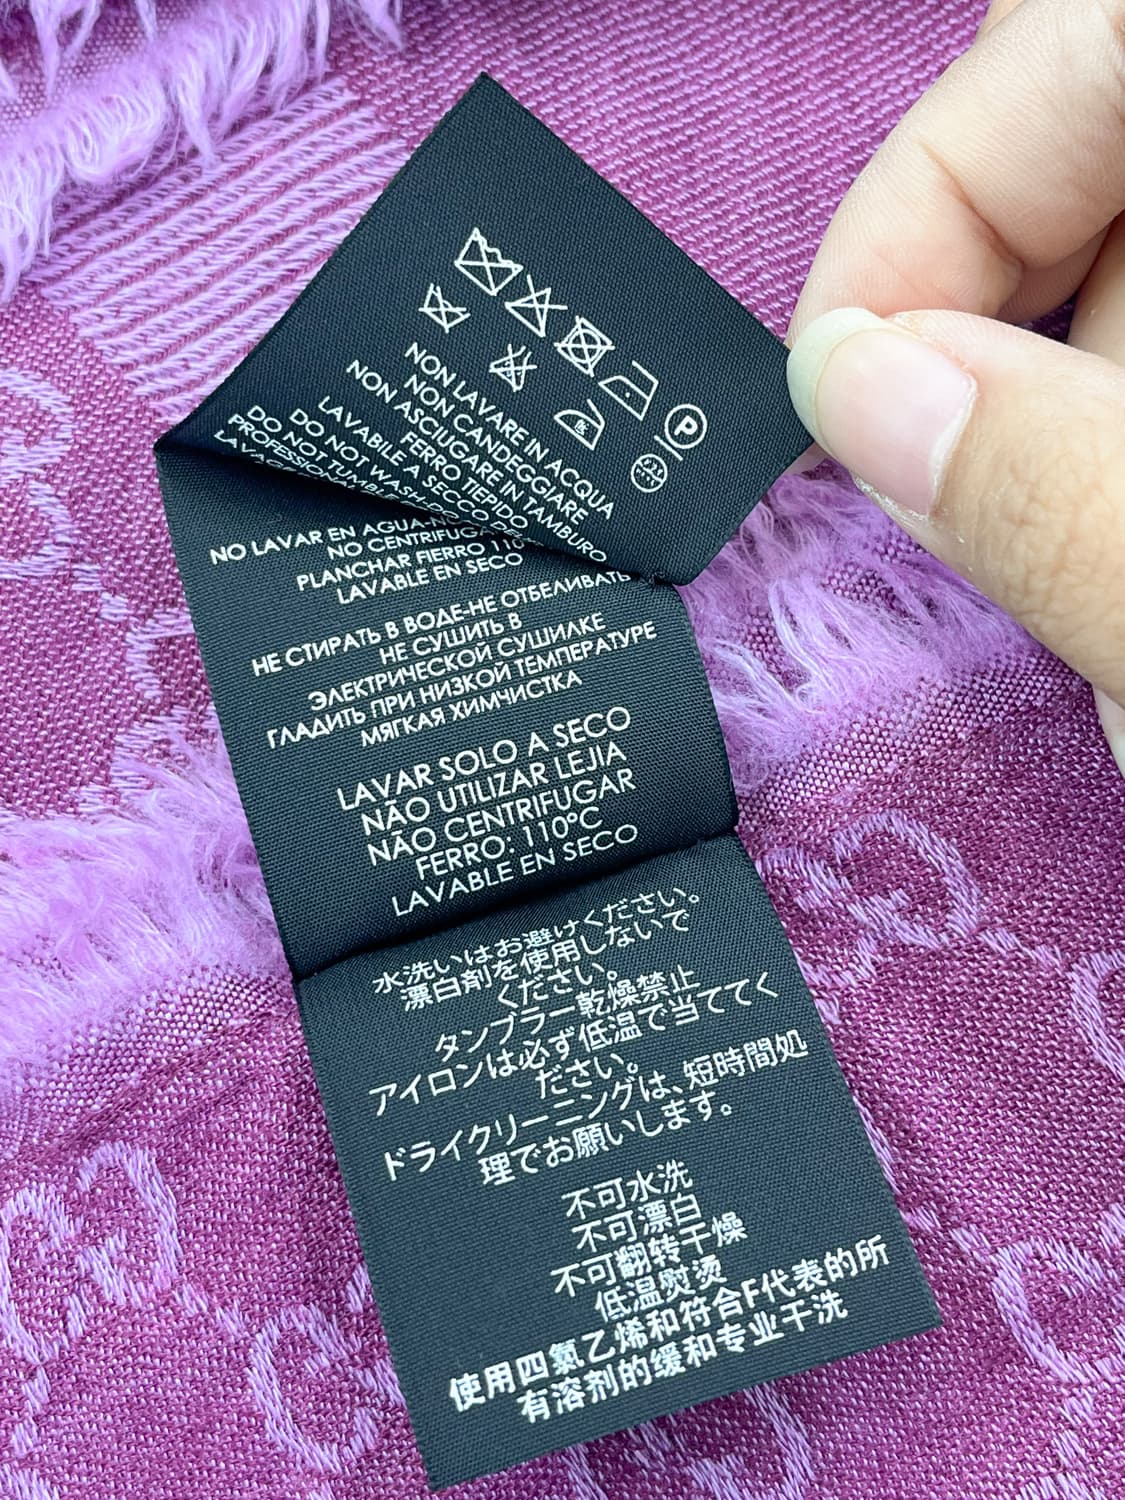 P
NON LAVARE IN ACQUA
NON CANDEGGIARE
NON ASCIUGARE IN TAMBURO
FERRO TIEPIDO
LAVABILE A SECCO
DO NOT WASH-DO
DO NOT TUMBLE
PROFESSIONAL
NO LAVAR EN AGUA-
NO CENTRIFUGAR
PLANCHAR FIERRO 110
LAVABLE EN SECO
НЕ СТИРАТЬ В ВОДЕ-НЕ ОТБЕЛИВАТЬ
НЕ СУШИТЬ В
ЭЛЕКТРИЧЕСКОЙ СУШИЛКЕ
ГЛАДИТЬ ПРИ НИЗКОЙ ТЕМПЕРАТУРЕ
МЯГКАЯ ХИМЧИСТКА
LAVAR SOLO A SECO
NÃO UTILIZAR LEJIA
NÃO CENTRIFUGAR
FERRO: 110°C
LAVABLE EN SECO
水洗いはお避けください。
漂白剤を使用しないで
ください。
タンブラー乾燥禁止
アイロンは必ず低温で当ててく
ださい。
ドライクリーニングは、短時間処
理でお願いします。
不可水洗
不可漂白
不可翻转干燥
低温熨烫
使用四氯乙烯和符合F代表的所
有溶剂的缓和专业干洗